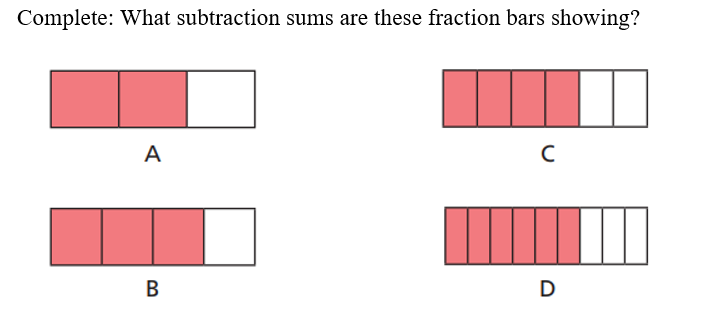 Complete: What subtraction sums are these fraction bars showing?
A
C
B
D